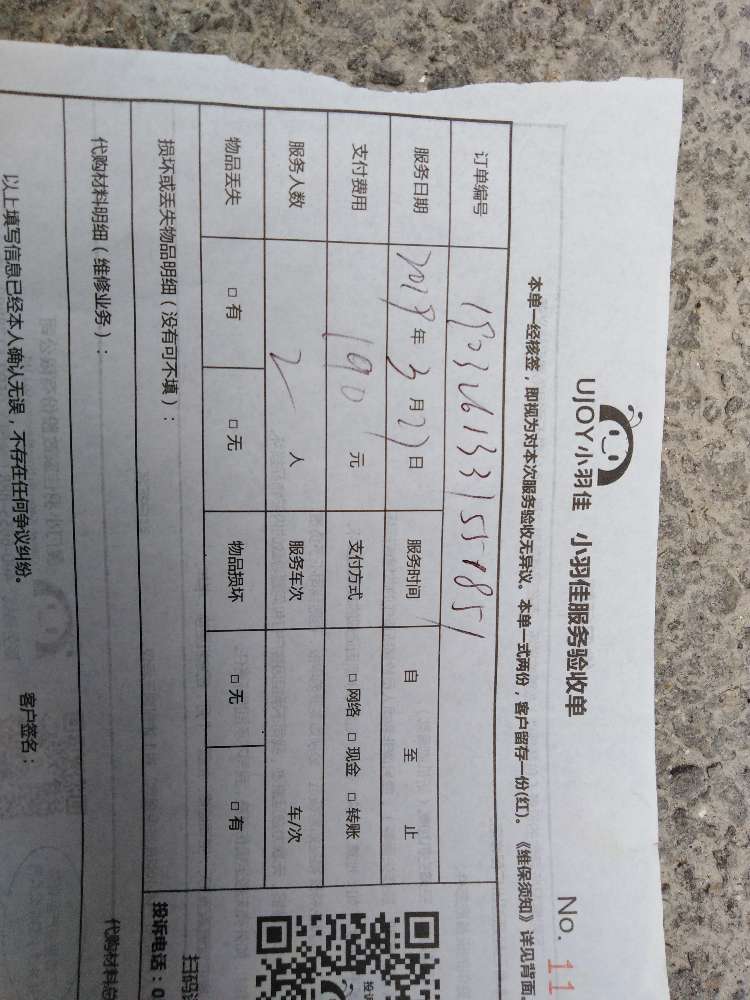 UJOY小羽佳 小羽佳服务验收单
No. 11
本单一经核签，即视为对本次服务验收无异议。本单一式两份，客户留存一份(红)。《维保须知》详见背面。
订单编号
服务日期 2019年3月27日 服务时间 自 至 止
支付费用 190元 支付方式 □ 网络 □ 现金 □ 转账
服务人数 2人 服务车次 车/次
物品丢失 □ 有 □ 无 物品损坏 □ 无 □ 有
损坏或丢失物品明细（没有可不填）：
代购材料明细（维修业务）：
代购材料总
以上填写信息已经本人确认无误，不存在任何争议纠纷。
客户签名：
扫码
投诉电话：0